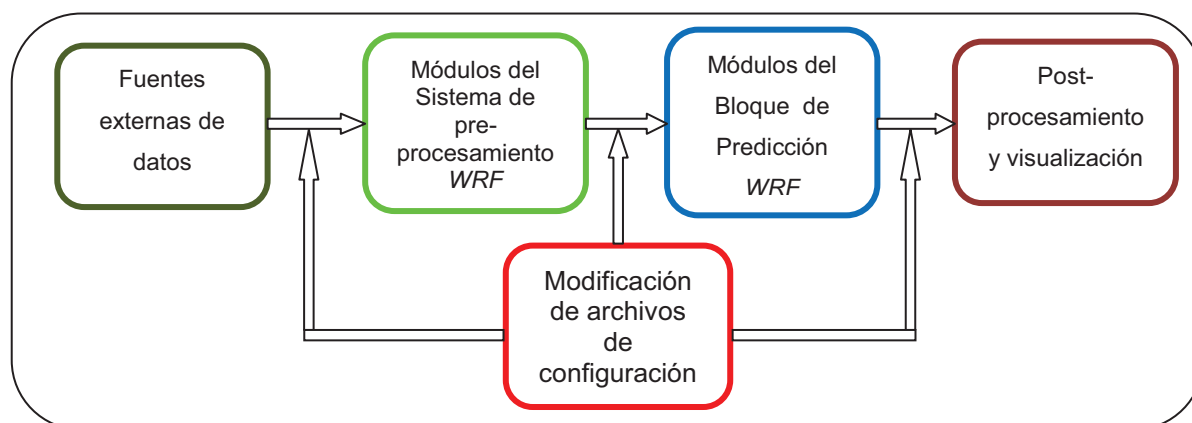 Fuentes
externas de
datos
Módulos del
Sistema de
pre-
procesamiento
WRF
Módulos del
Bloque de
Predicción
WRF
Post-
procesamiento
y visualización
Modificación
de archivos
de
configuración